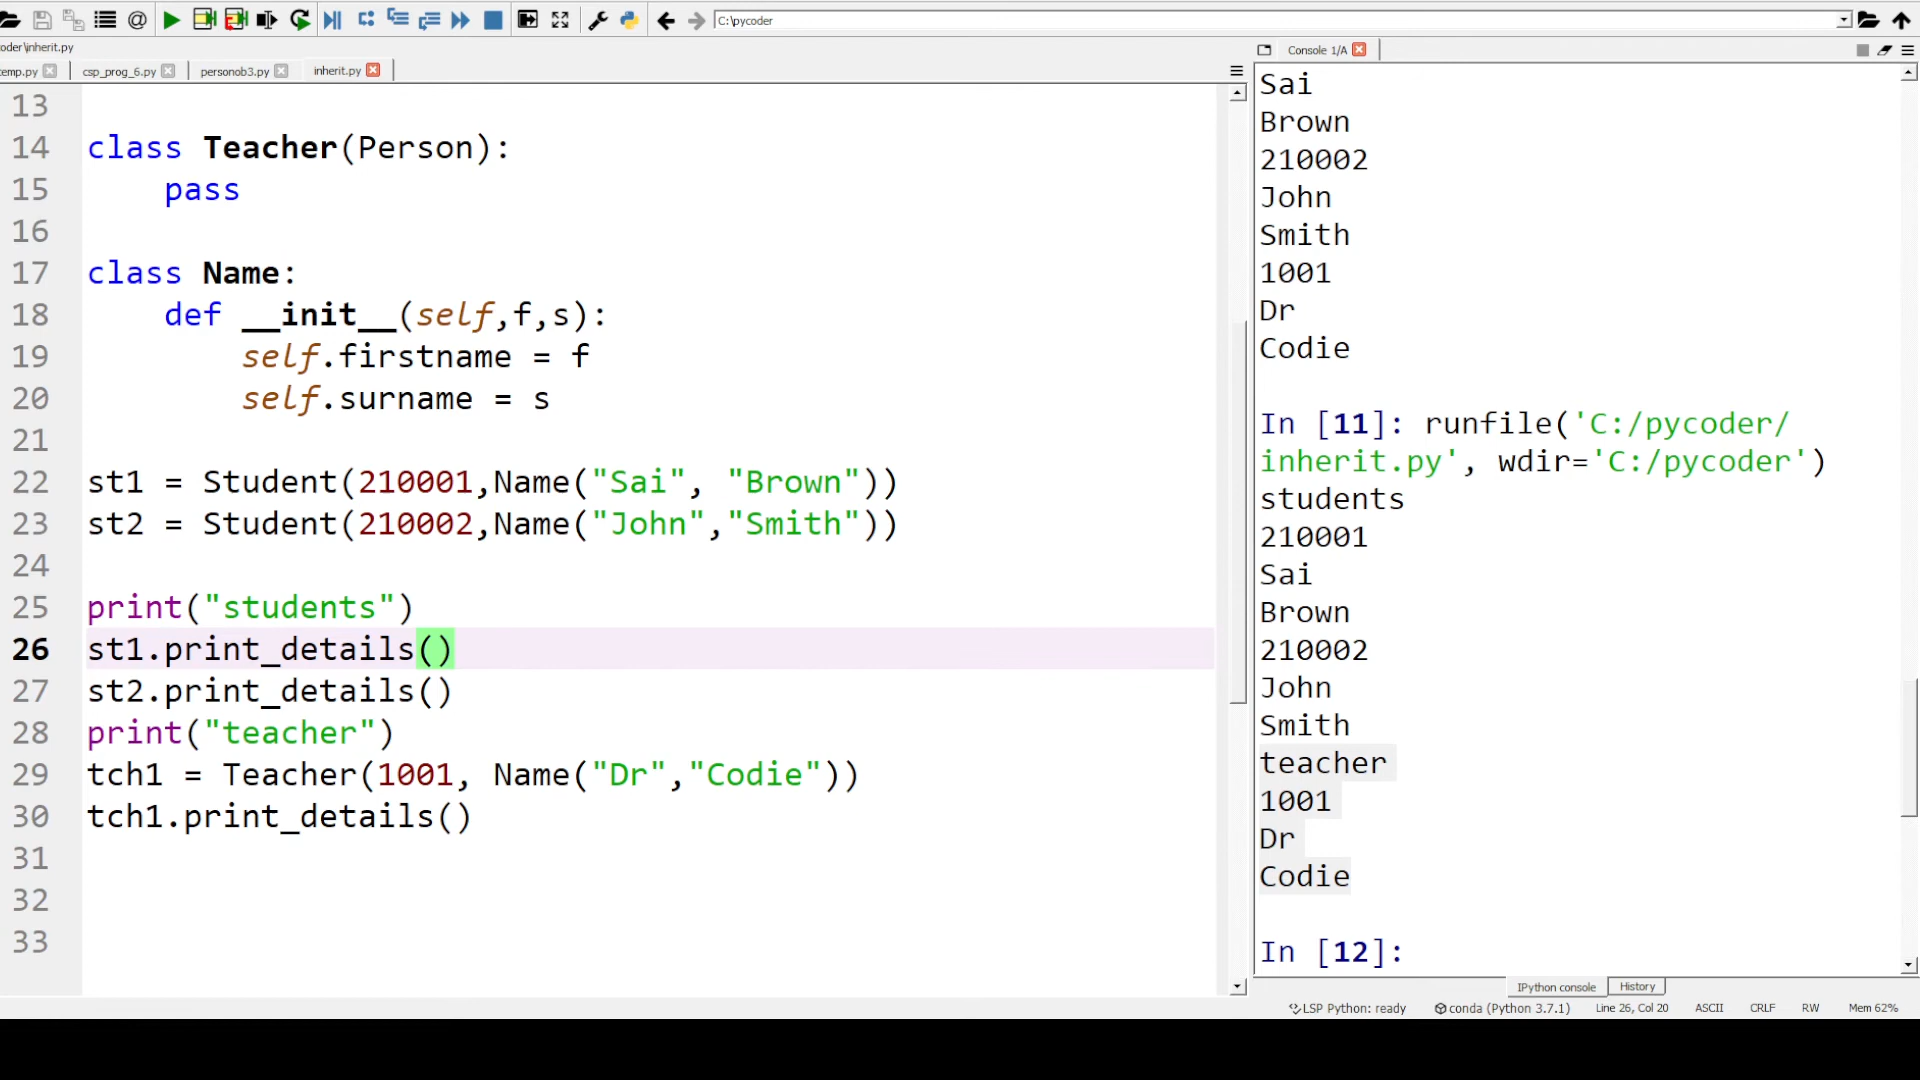 C:\pycoder
oder\inherit.py
temp.py
csp_prog_6.py
personob3.py
inherit.py
13
14 class Teacher(Person):
15 pass
16
17 class Name:
18 def __init__(self,f,s):
19 self.firstname = f
20 self.surname = s
21
22 st1 = Student(210001,Name("Sai", "Brown"))
23 st2 = Student(210002,Name("John","Smith"))
24
25 print("students")
26 st1.print_details()
27 st2.print_details()
28 print("teacher")
29 tch1 = Teacher(1001, Name("Dr","Codie"))
30 tch1.print_details()
31
32
33
Console 1/A
Sai
Brown
210002
John
Smith
1001
Dr
Codie
In [11]: runfile('C:/pycoder/
inherit.py', wdir='C:/pycoder')
students
210001
Sai
Brown
210002
John
Smith
teacher
1001
Dr
Codie
In [12]:
IPython console
History
LSP Python: ready
conda (Python 3.7.1)
Line 26, Col 20
ASCII
CRLF
RW
Mem 62%